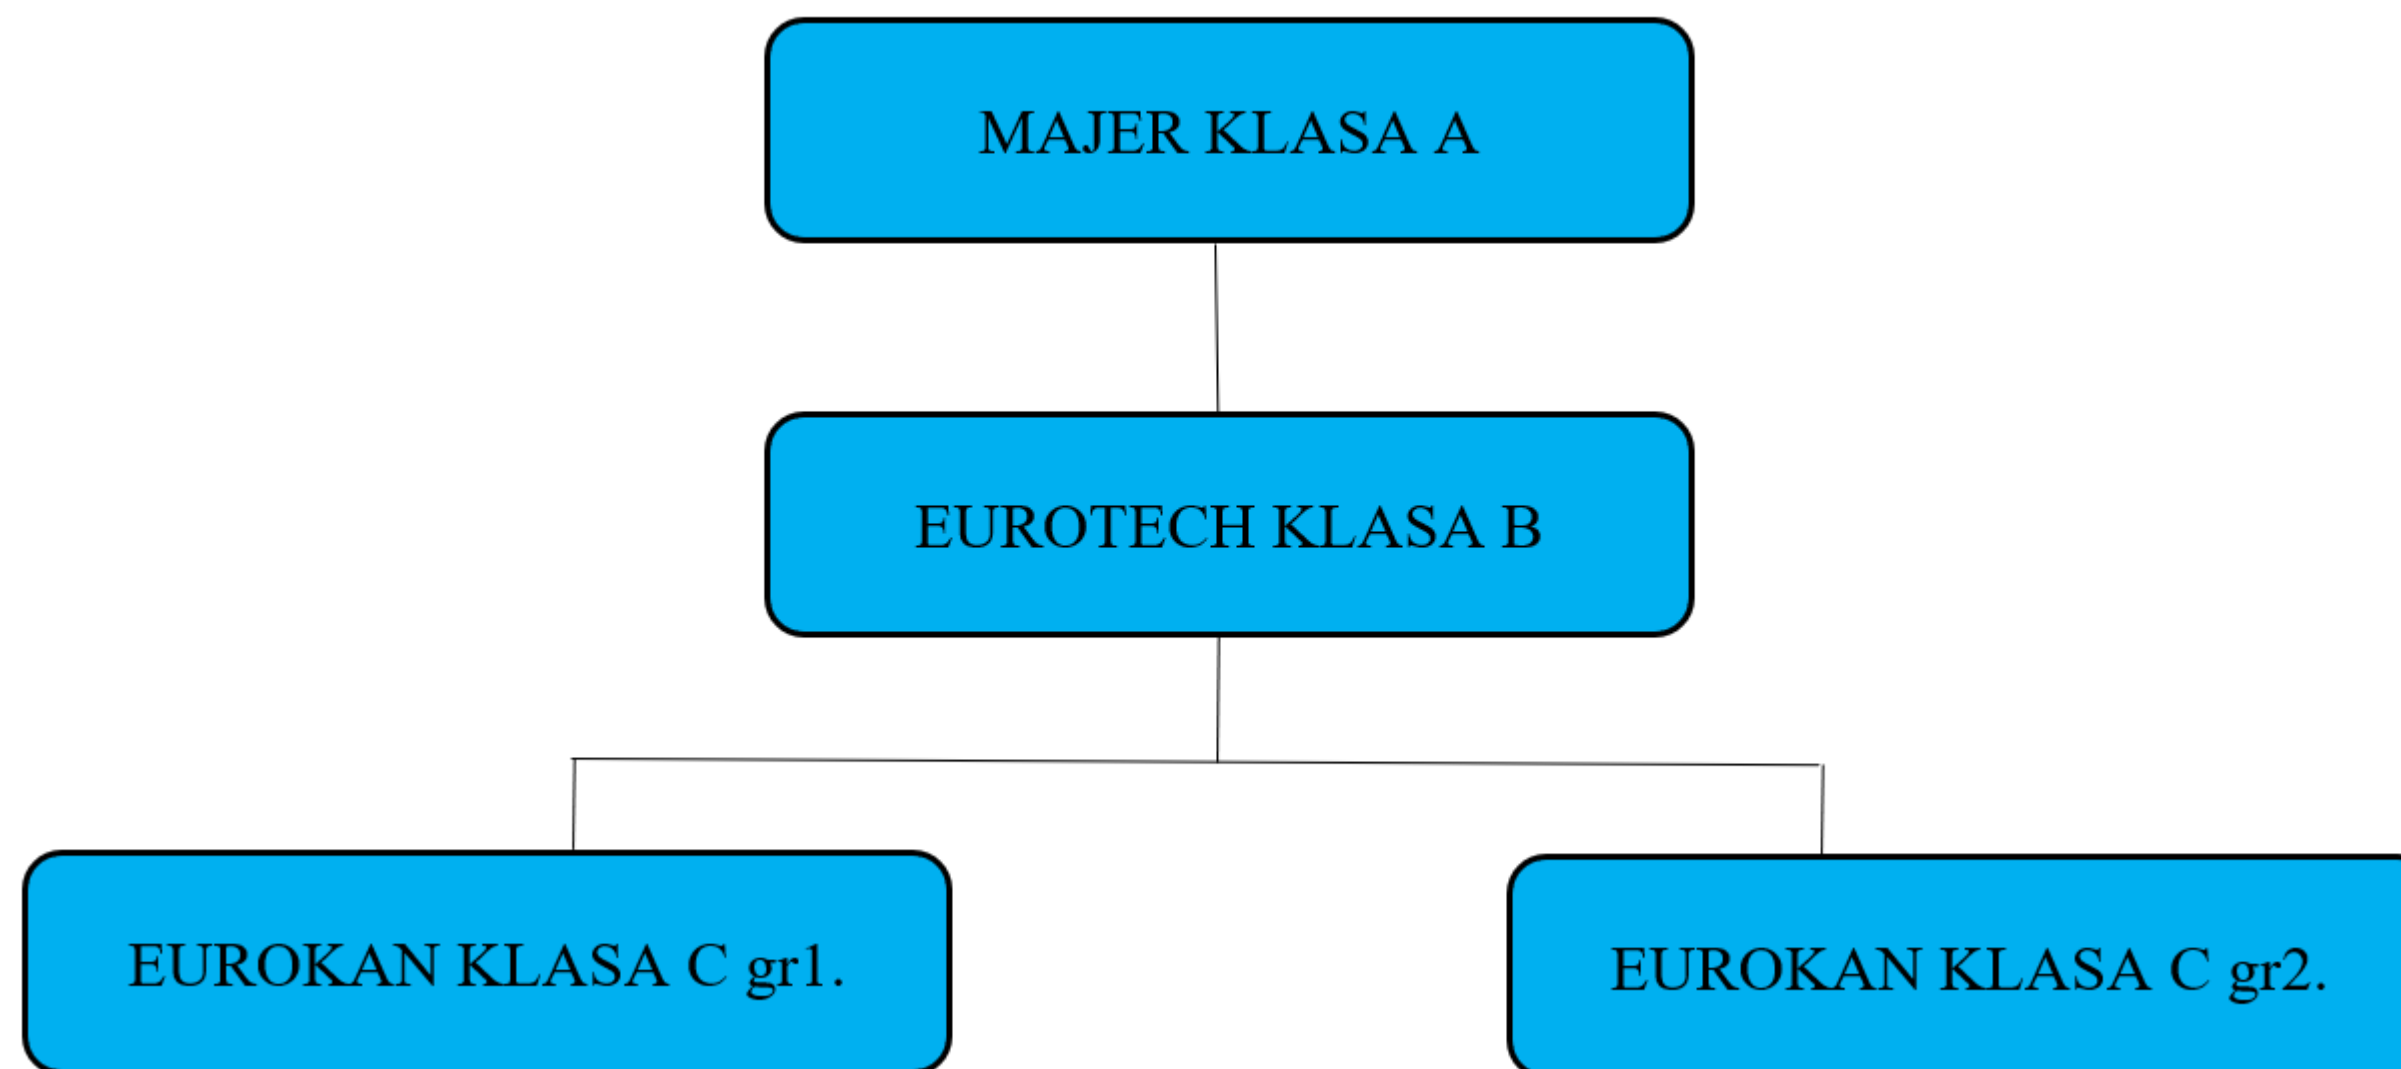 MAJER KLASA A
EUROTECH KLASA B
EUROKAN KLASA C gr1.
EUROKAN KLASA C gr2.